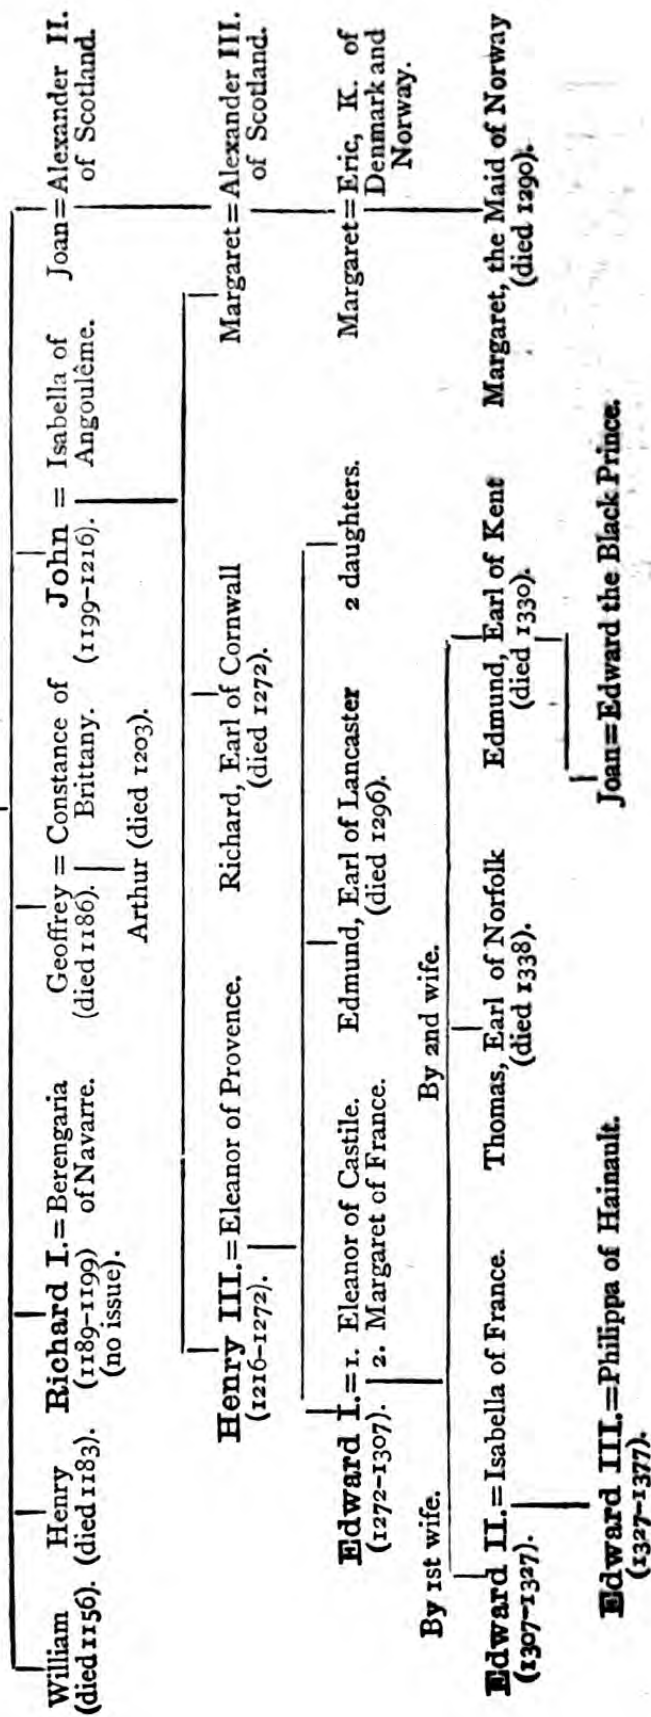 William
(died 1156).
Henry
(died 1183).
Richard I.=Berengaria
(1189-1199) of Navarre.
(no issue).
Geoffrey = Constance of
(died 1186). Brittany.
Arthur (died 1203).
John = Isabella of
(1199-1216). Angoulême.
Joan=Alexander II.
of Scotland.
Henry III.=Eleanor of Provence.
(1216-1272).
Richard, Earl of Cornwall
(died 1272).
Margaret=Alexander III.
of Scotland.
Edward I.=1. Eleanor of Castile.
(1272-1307). 2. Margaret of France.
Edmund, Earl of Lancaster
(died 1296).
2 daughters.
Margaret=Eric, K. of
Denmark and
Norway.
By 1st wife.
By 2nd wife.
Edward II.=Isabella of France.
(1307-1327).
Thomas, Earl of Norfolk
(died 1338).
Edmund, Earl of Kent
(died 1330).
Margaret, the Maid of Norway
(died 1290).
Edward III.=Philippa of Hainault.
(1327-1377).
Joan=Edward the Black Prince.